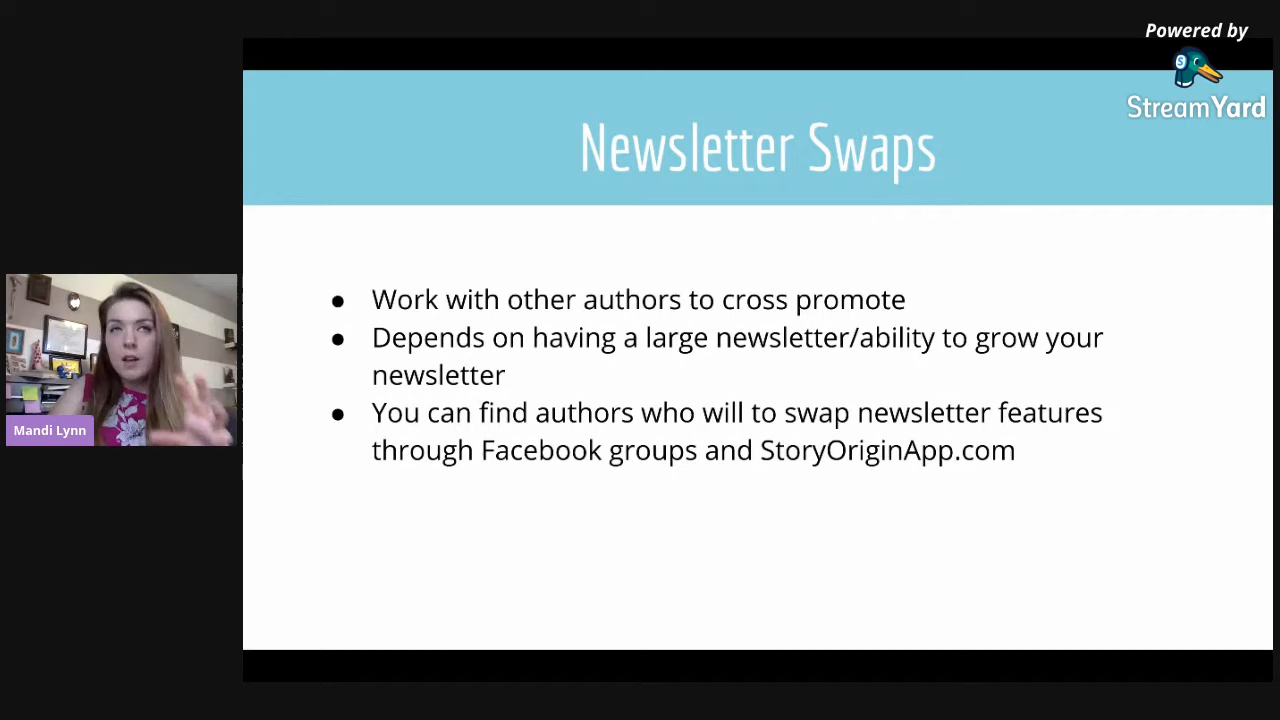 Powered by
StreamYard
Newsletter Swaps
● Work with other authors to cross promote
● Depends on having a large newsletter/ability to grow your
newsletter
● You can find authors who will to swap newsletter features
through Facebook groups and StoryOriginApp.com
Mandi Lynn